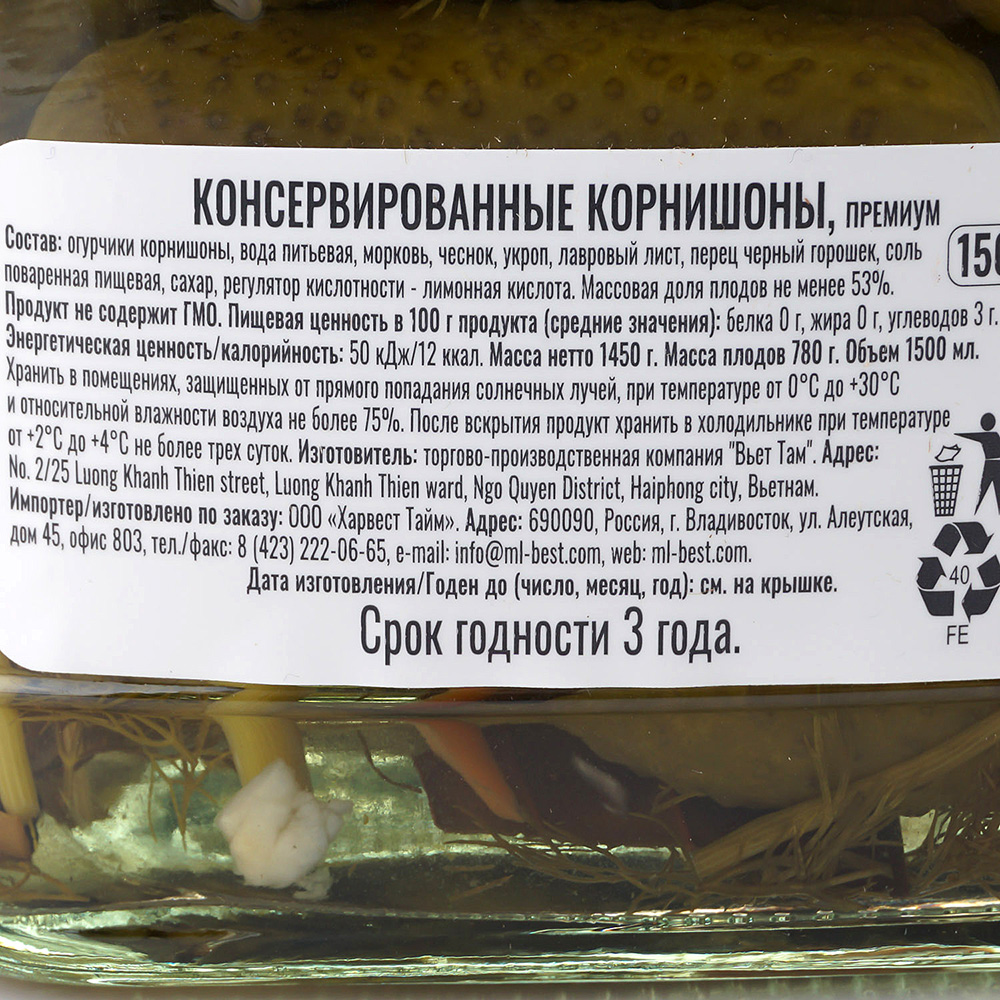 КОНСЕРВИРОВАННЫЕ КОРНИШОНЫ, ПРЕМИУМ
Состав: огурчики корнишоны, вода питьевая, морковь, чеснок, укроп, лавровый лист, перец черный горошек, соль
поваренная пищевая, сахар, регулятор кислотности - лимонная кислота. Массовая доля плодов не менее 53%.
Продукт не содержит ГМО. Пищевая ценность в 100 г продукта (средние значения): белка 0 г, жира 0 г, углеводов 3 г.
Энергетическая ценность/калорийность: 50 кДж/12 ккал. Масса нетто 1450 г. Масса плодов 780 г. Объем 1500 мл.
Хранить в помещениях, защищенных от прямого попадания солнечных лучей, при температуре от 0°С до +30°С
и относительной влажности воздуха не более 75%. После вскрытия продукт хранить в холодильнике при температуре
от +2°С до +4°С не более трех суток. Изготовитель: торгово-производственная компания "Вьет Там". Адрес:
No. 2/25 Luong Khanh Thien street, Luong Khanh Thien ward, Ngo Quyen District, Haiphong city, Вьетнам.
Импортер/изготовлено по заказу: ООО «Харвест Тайм». Адрес: 690090, Россия, г. Владивосток, ул. Алеутская,
дом 45, офис 803, тел./факс: 8 (423) 222-06-65, e-mail: info@ml-best.com, web: ml-best.com.
Дата изготовления/Годен до (число, месяц, год): см. на крышке.
Срок годности 3 года.
40
FE